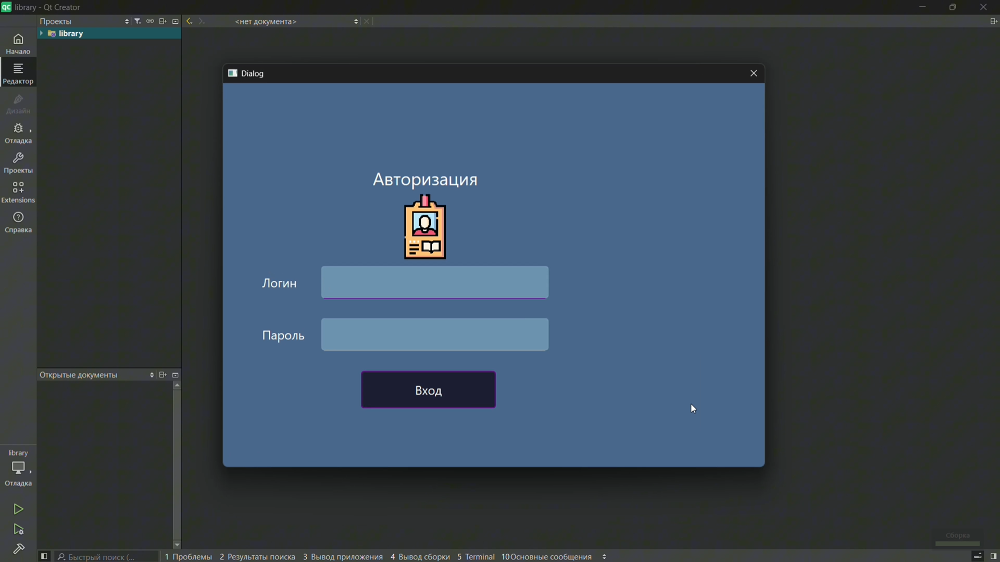 library - Qt Creator
Проекты
<нет документа>
library
Начало
Редактор
Дизайн
Отладка
Проекты
Extensions
Справка
Dialog
Авторизация
Логин
Пароль
Вход
Открытые документы
library
Отладка
Сборка
Быстрый поиск (...
1 Проблемы 2 Результаты поиска 3 Вывод приложения 4 Вывод сборки 5 Terminal 10 Основные сообщения